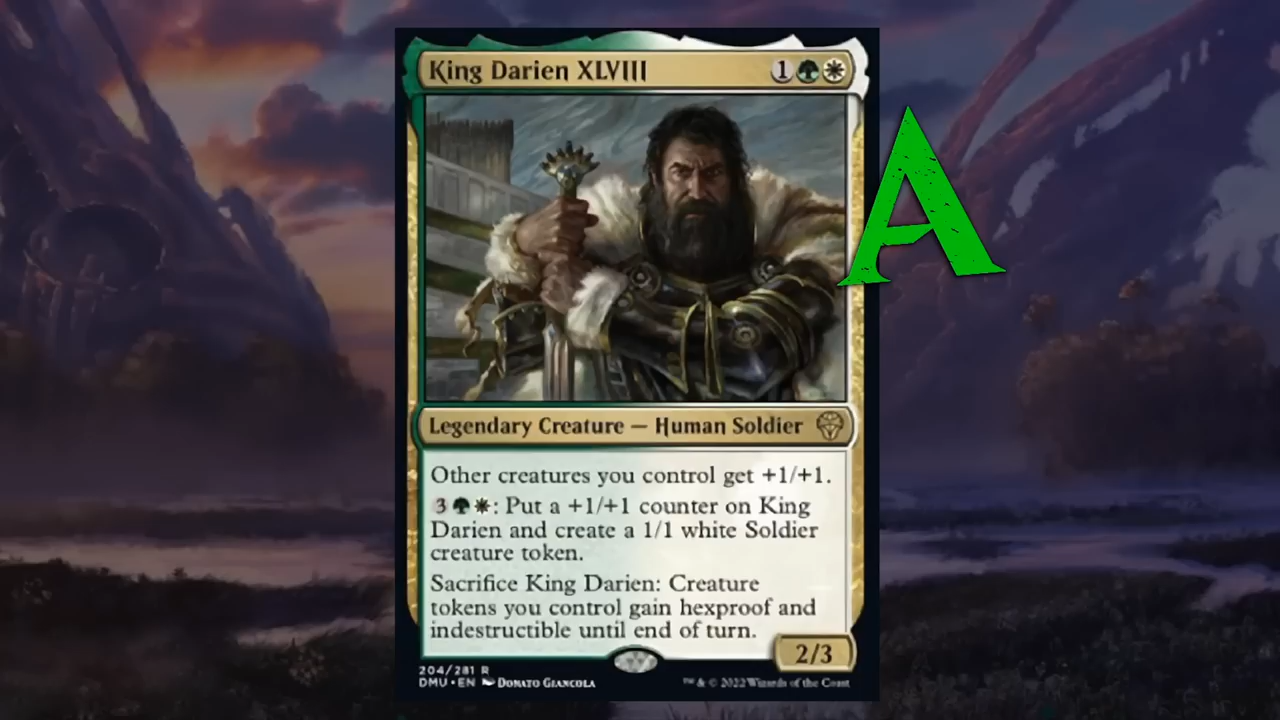 King Darien XLVIII 1
A
Legendary Creature — Human Soldier
Other creatures you control get +1/+1.
3 : Put a +1/+1 counter on King
Darien and create a 1/1 white Soldier
creature token.
Sacrifice King Darien: Creature
tokens you control gain hexproof and
indestructible until end of turn.
2/3
204/281 R
DMU • EN Donato Giancola
™ & © 2022 Wizards of the Coast